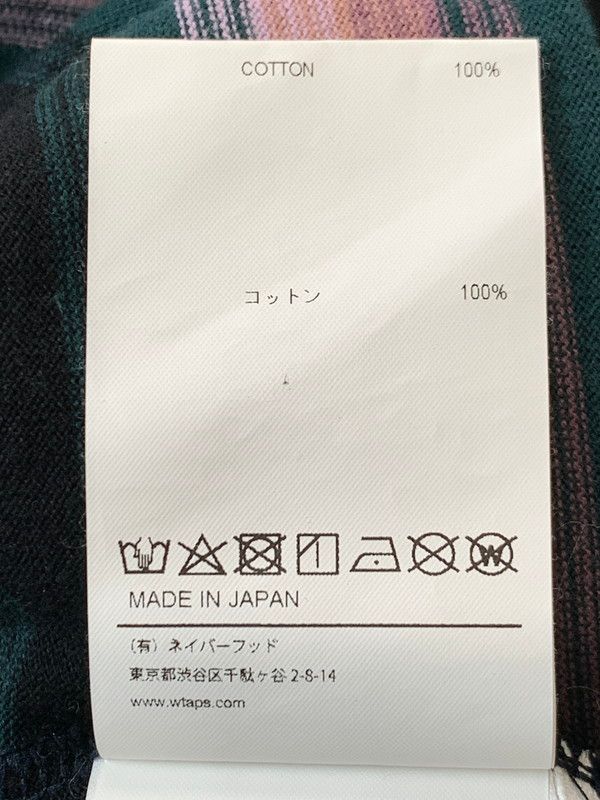 COTTON 100%
コットン 100%
W
MADE IN JAPAN
（有）ネイバーフッド
東京都渋谷区千駄ヶ谷 2-8-14
www.wtaps.com